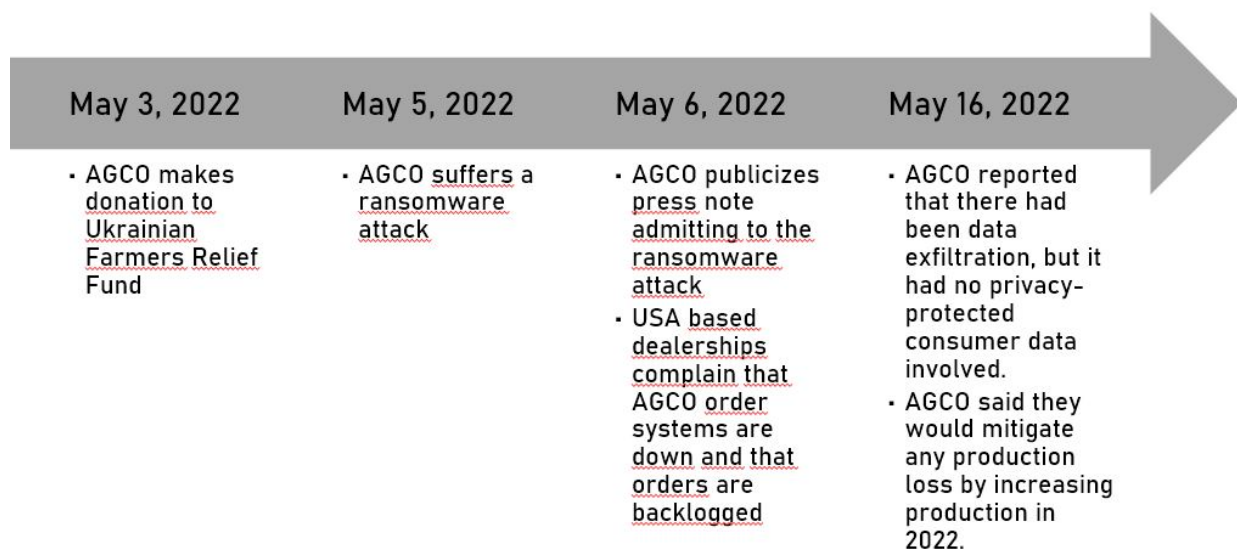 May 3, 2022
▪ AGCO makes
donation to
Ukrainian
Farmers Relief
Fund
May 5, 2022
▪ AGCO suffers a
ransomware
attack
May 6, 2022
▪ AGCO publicizes
press note
admitting to the
ransomware
attack
▪ USA based
dealerships
complain that
AGCO order
systems are
down and that
orders are
backlogged
May 16, 2022
▪ AGCO reported
that there had
been data
exfiltration, but it
had no privacy-
protected
consumer data
involved.
▪ AGCO said they
would mitigate
any production
loss by increasing
production in
2022.